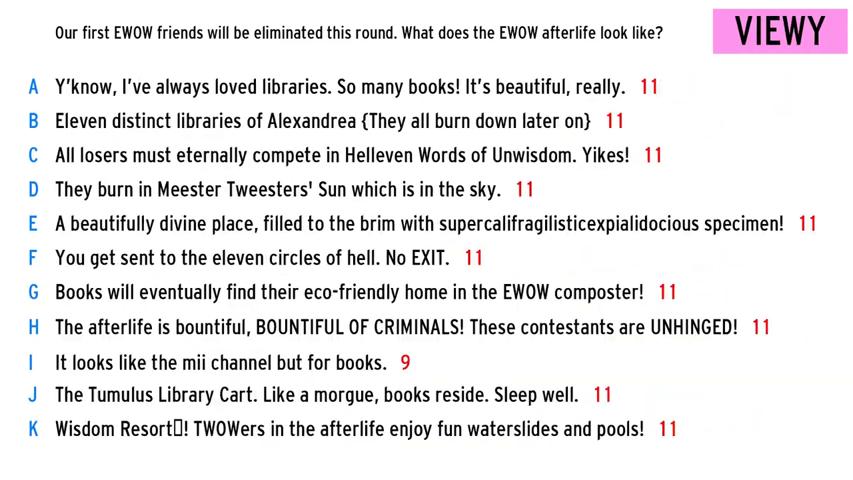 Our first EWOW friends will be eliminated this round. What does the EWOW afterlife look like?
VIEWY
A Y'know, I've always loved libraries. So many books! It's beautiful, really. 11
B Eleven distinct libraries of Alexandrea {They all burn down later on} 11
C All losers must eternally compete in Helleven Words of Unwisdom. Yikes! 11
D They burn in Meester Tweesters' Sun which is in the sky. 11
E A beautifully divine place, filled to the brim with supercalifragilisticexpialidocious specimen! 11
F You get sent to the eleven circles of hell. No EXIT. 11
G Books will eventually find their eco-friendly home in the EWOW composter! 11
H The afterlife is bountiful, BOUNTIFUL OF CRIMINALS! These contestants are UNHINGED! 11
I It looks like the mii channel but for books. 9
J The Tumulus Library Cart. Like a morgue, books reside. Sleep well. 11
K Wisdom Resort▯! TWOWers in the afterlife enjoy fun waterslides and pools! 11